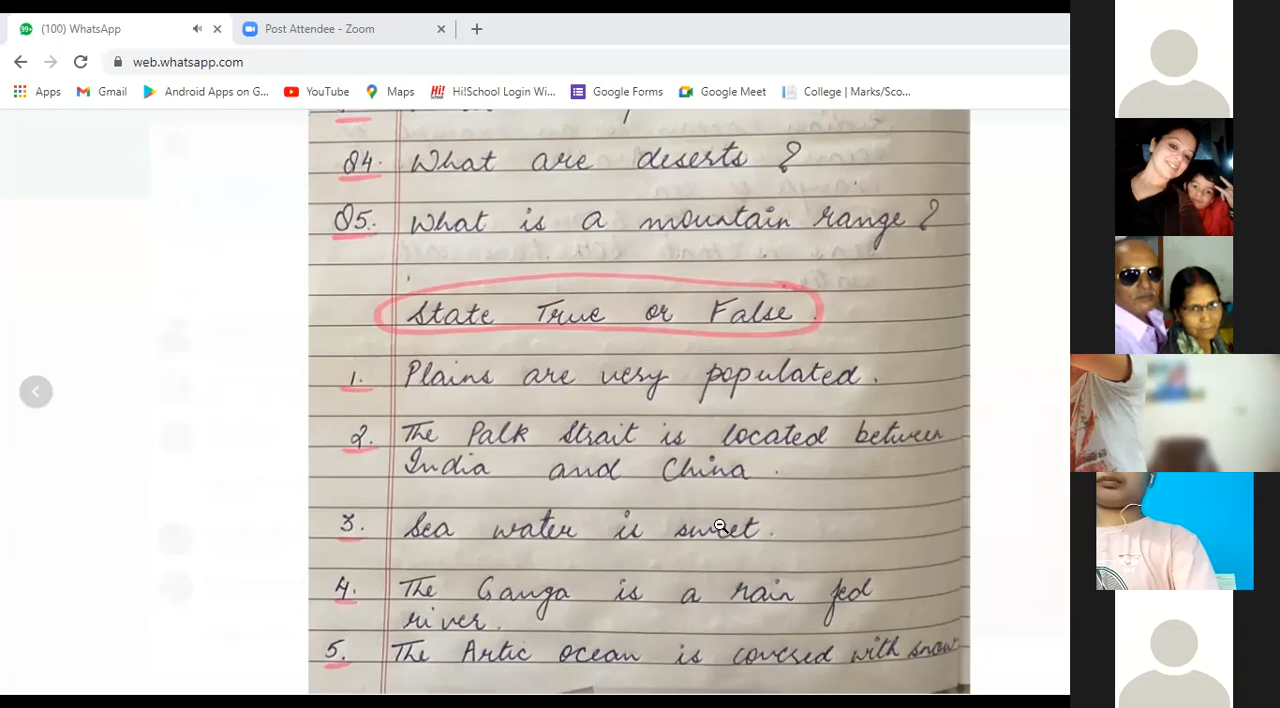 (100) WhatsApp
Post Attendee - Zoom
web.whatsapp.com
Apps
Gmail
Android Apps on G...
YouTube
Maps
Hi!School Login Wi...
Google Forms
Google Meet
College | Marks/Sco...
Q4. What are deserts ?
Q5. What is a mountain range ?
State True or False.
1. Plains are very populated.
2. The Palk Strait is located between
India and China.
3. Sea water is sweet.
4. The Ganga is a rain fed
river.
5. The Artic ocean is covered with snow